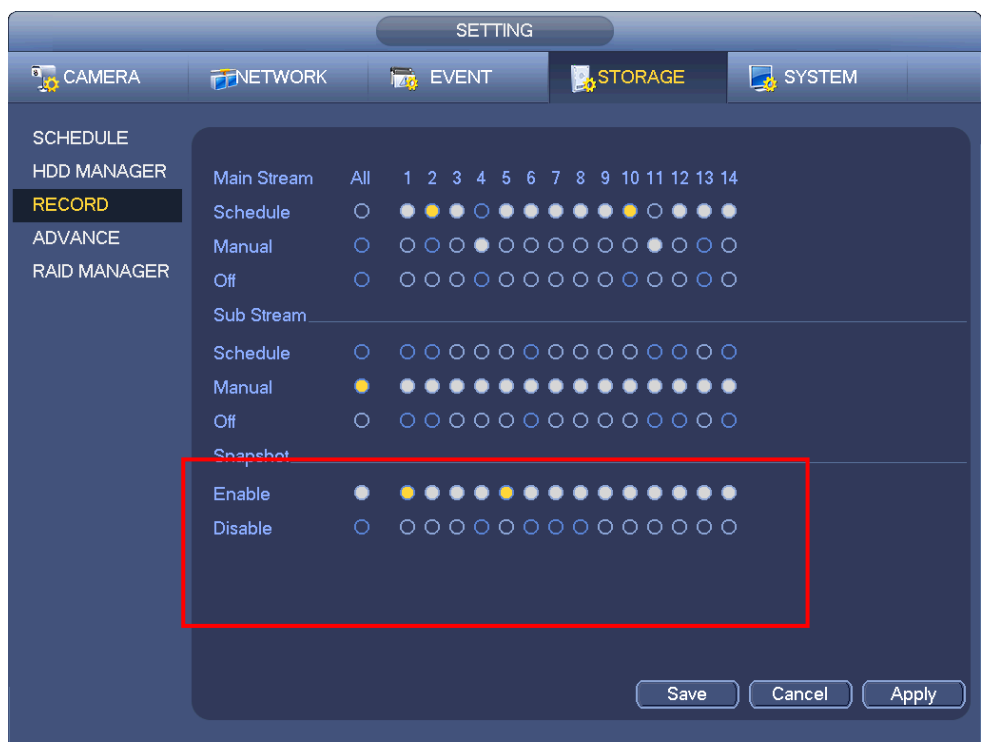 SETTING
CAMERA NETWORK EVENT STORAGE SYSTEM
SCHEDULE
HDD MANAGER
RECORD
ADVANCE
RAID MANAGER
Main Stream All 1 2 3 4 5 6 7 8 9 10 11 12 13 14
Schedule
Manual
Off
Sub Stream
Schedule
Manual
Off
Snapshot
Enable
Disable
Save Cancel Apply